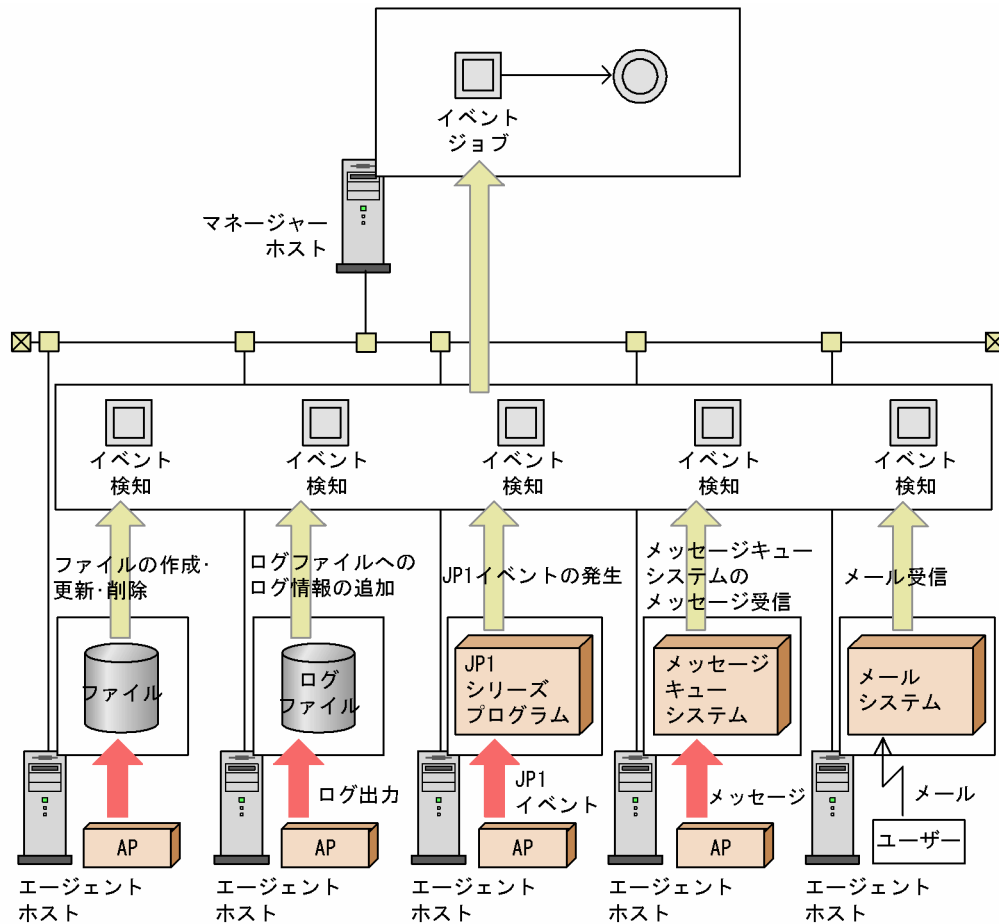 イベント
ジョブ
マネージャー
ホスト
イベント
検知
イベント
検知
イベント
検知
イベント
検知
イベント
検知
ファイルの作成･
更新･削除
ログファイルへの
ログ情報の追加
JP1イベントの発生
メッセージキュー
システムの
メッセージ受信
メール受信
ファイル
ログ
ファイル
JP1
シリーズ
プログラム
メッセージ
キュー
システム
メール
システム
ログ出力
JP1
イベント
メッセージ
メール
AP
AP
AP
AP
ユーザー
エージェント
ホスト
エージェント
ホスト
エージェント
ホスト
エージェント
ホスト
エージェント
ホスト